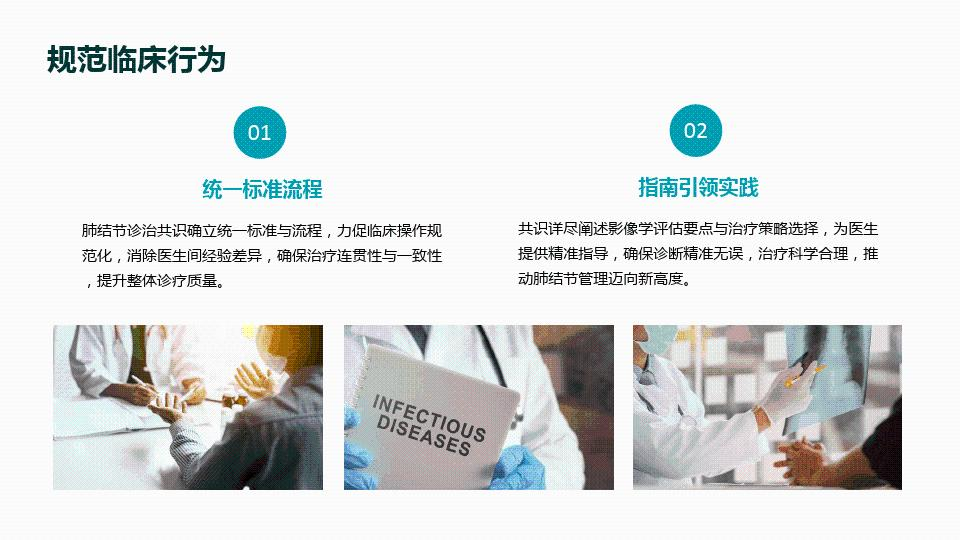 规范临床行为
01
统一标准流程
肺结节诊治共识确立统一标准与流程，力促临床操作规
范化，消除医生间经验差异，确保治疗连贯性与一致性
，提升整体诊疗质量。
02
指南引领实践
共识详尽阐述影像学评估要点与治疗策略选择，为医生
提供精准指导，确保诊断精准无误，治疗科学合理，推
动肺结节管理迈向新高度。
INFECTIOUS
DISEASES